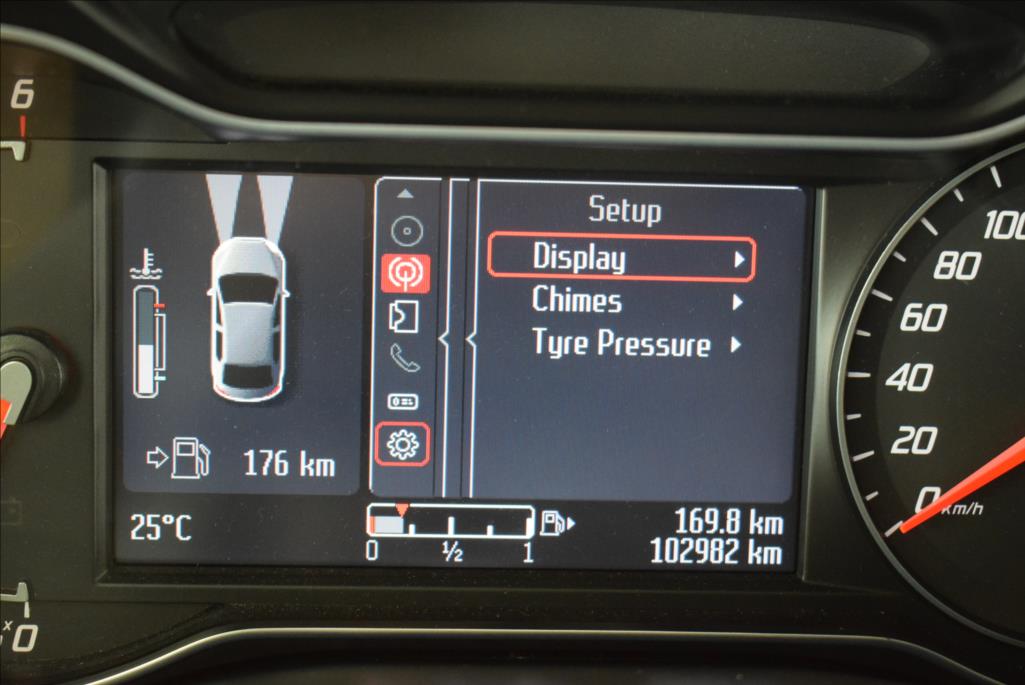 6
Setup
Display
Chimes
Tyre Pressure
176 km
25°C
0 ½ 1
169.8 km
102982 km
100
80
60
40
20
0 km/h
x
0